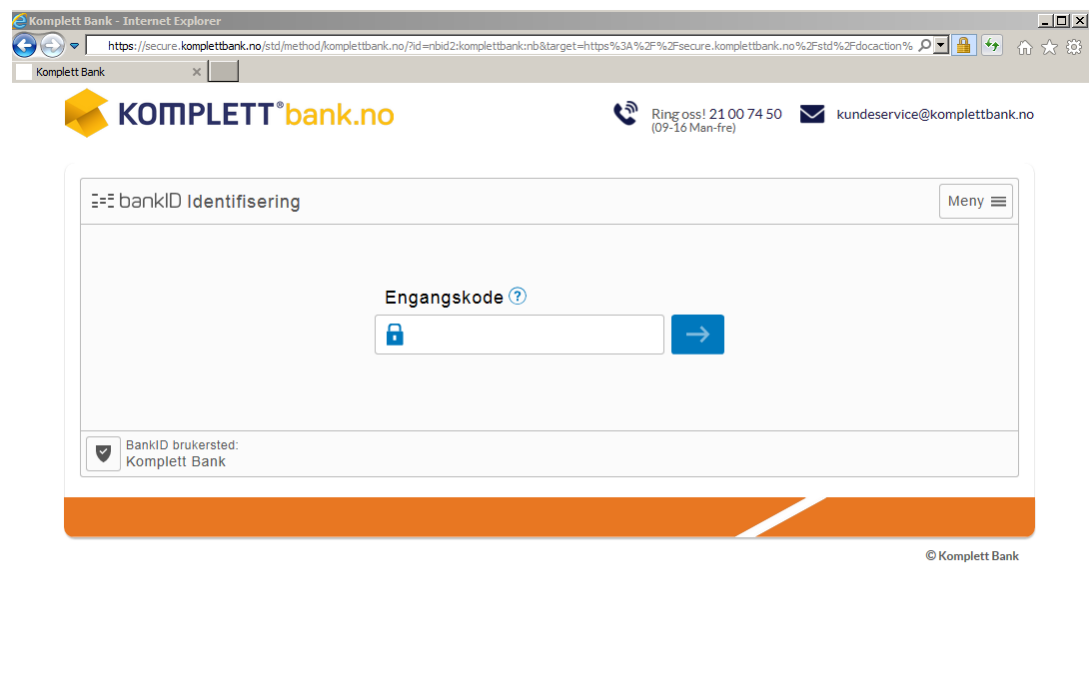 Komplett Bank - Internet Explorer
https://secure.komplettbank.no/std/method/komplettbank.no/?id=nbid2:komplettbank:nb&target=https%3A%2F%2Fsecure.komplettbank.no%2Fstd%2Fdocaction%
Komplett Bank
KOMPLETT®bank.no
Ring oss! 21 00 74 50
(09-16 Man-fre)
kundeservice@komplettbank.no
bankID Identifisering
Meny
Engangskode ?
BankID brukersted:
Komplett Bank
© Komplett Bank